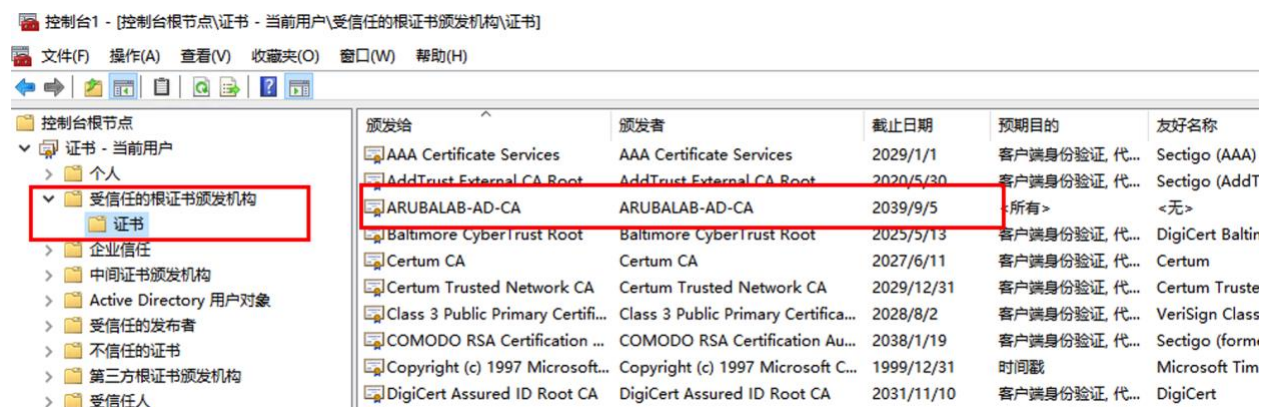 控制台1 - [控制台根节点\证书 - 当前用户\受信任的根证书颁发机构\证书]
文件(F) 操作(A) 查看(V) 收藏夹(O) 窗口(W) 帮助(H)
控制台根节点
证书 - 当前用户
个人
受信任的根证书颁发机构
证书
企业信任
中间证书颁发机构
Active Directory 用户对象
受信任的发布者
不信任的证书
第三方根证书颁发机构
受信任人
颁发给 颁发者 截止日期 预期目的 友好名称
AAA Certificate Services AAA Certificate Services 2029/1/1 客户端身份验证, 代... Sectigo (AAA)
AddTrust External CA Root AddTrust External CA Root 2020/5/30 客户端身份验证, 代... Sectigo (AddT
ARUBALAB-AD-CA ARUBALAB-AD-CA 2039/9/5 <所有> <无>
Baltimore CyberTrust Root Baltimore CyberTrust Root 2025/5/13 客户端身份验证, 代... DigiCert Baltin
Certum CA Certum CA 2027/6/11 客户端身份验证, 代... Certum
Certum Trusted Network CA Certum Trusted Network CA 2029/12/31 客户端身份验证, 代... Certum Truste
Class 3 Public Primary Certifi... Class 3 Public Primary Certifica... 2028/8/2 客户端身份验证, 代... VeriSign Class
COMODO RSA Certification ... COMODO RSA Certification Au... 2038/1/19 客户端身份验证, 代... Sectigo (form
Copyright (c) 1997 Microsoft... Copyright (c) 1997 Microsoft C... 1999/12/31 时间戳 Microsoft Tim
DigiCert Assured ID Root CA DigiCert Assured ID Root CA 2031/11/10 客户端身份验证, 代... DigiCert